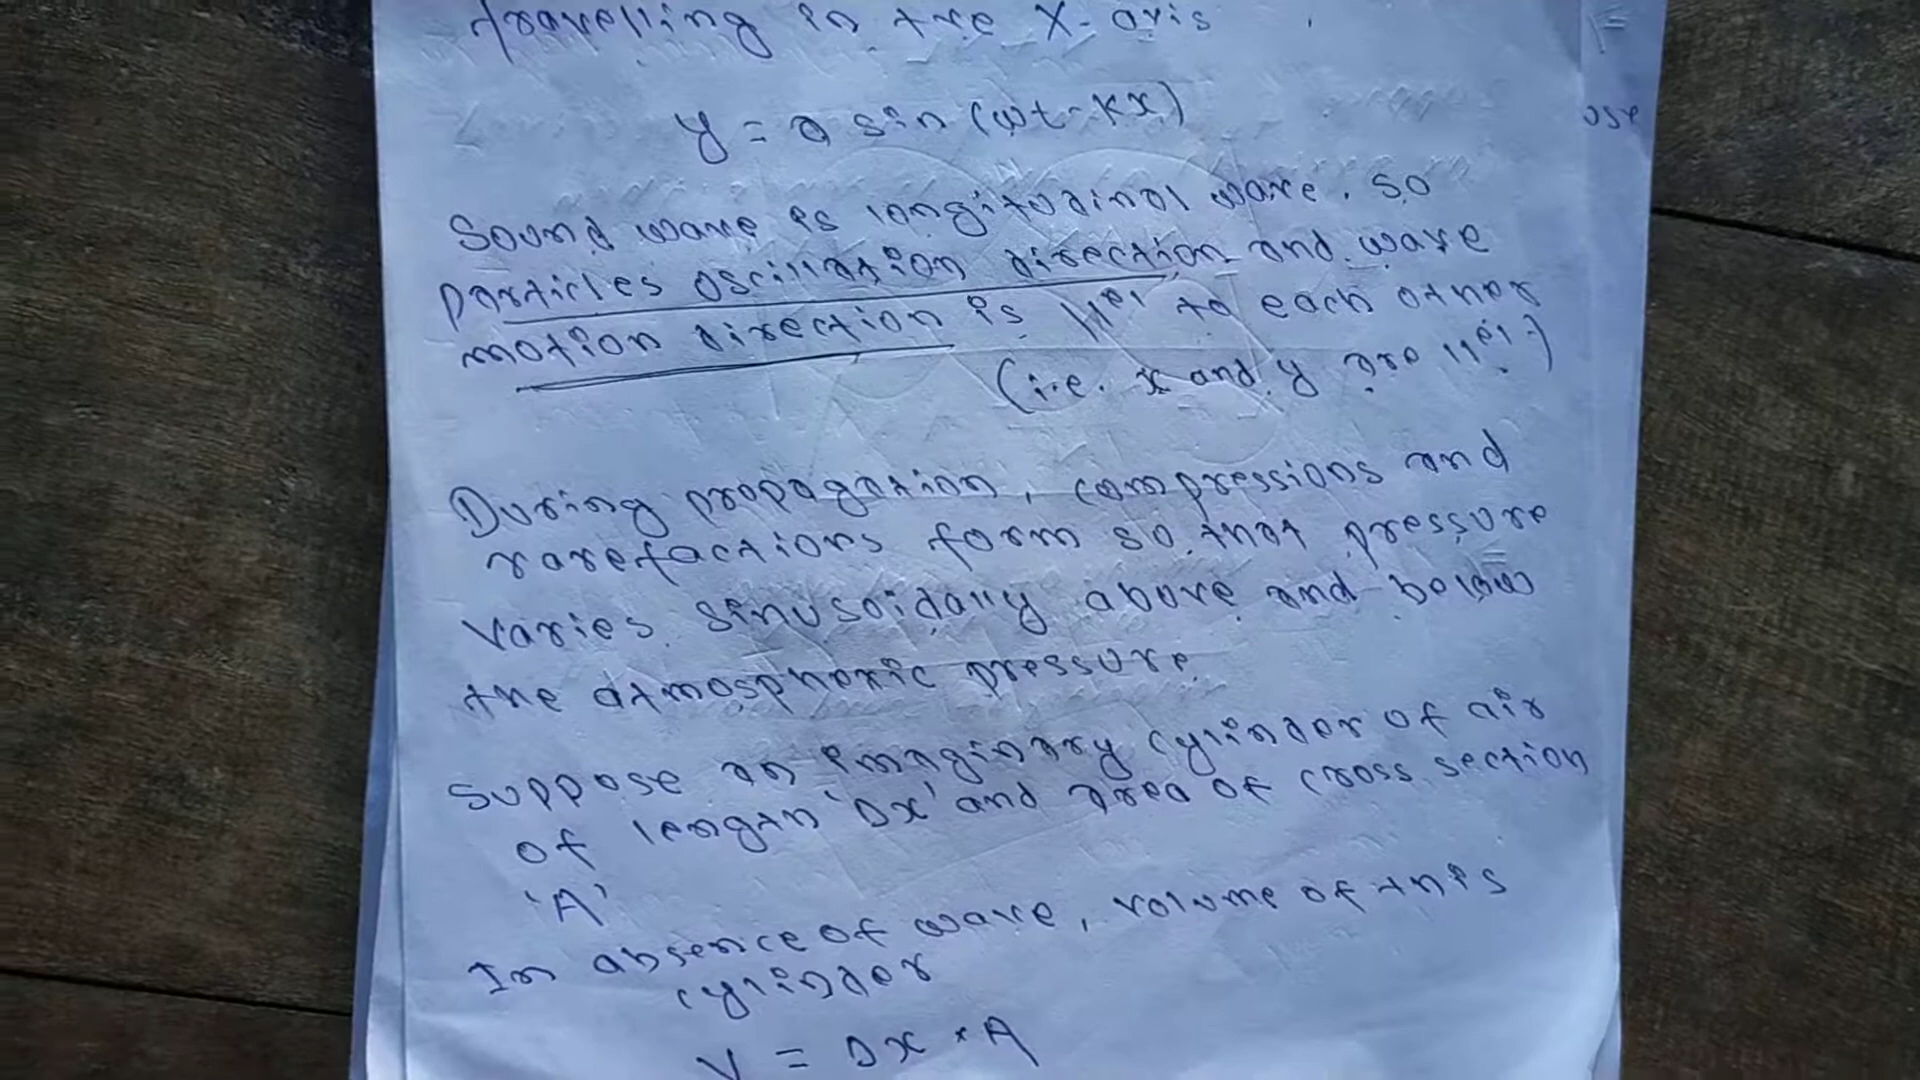 travelling in the X-axis
y = a sin (ωt-kx)
Sound wave is longitudinal wave. So
particles oscillation direction and wave
motion direction is ||el to each other
(i.e. x and y are ||el.)
During propagation, compressions and
rarefactions form so that pressure
varies sinusoidally above and below
the atmospheric pressure.
Suppose an imaginary cylinder of air
of length 'Δx' and area of cross section
'A'
In absence of wave, volume of this
cylinder
V = Δx * A